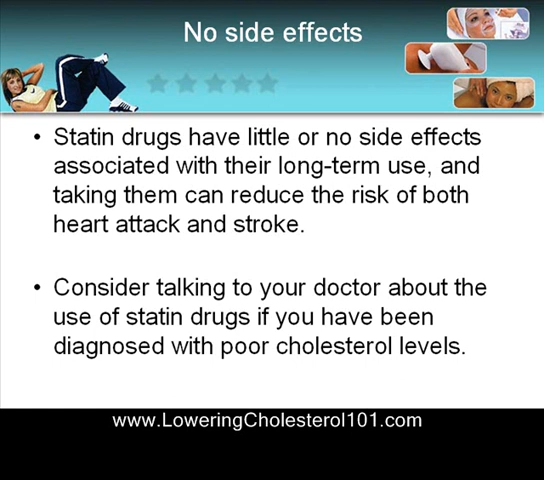 No side effects
• Statin drugs have little or no side effects
associated with their long-term use, and
taking them can reduce the risk of both
heart attack and stroke.
• Consider talking to your doctor about the
use of statin drugs if you have been
diagnosed with poor cholesterol levels.
www.LoweringCholesterol101.com